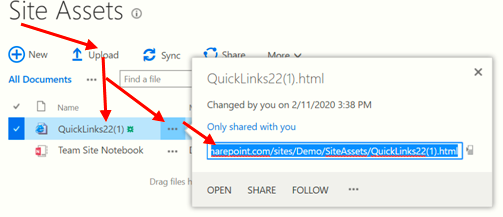 Site Assets
New Upload Sync Share More
All Documents ... Find a file
Name
QuickLinks22(1) ...
Team Site Notebook
Drag files
QuickLinks22(1).html
Changed by you on 2/11/2020 3:38 PM
Only shared with you
harepoint.com/sites/Demo/SiteAssets/QuickLinks22(1).html
OPEN SHARE FOLLOW ...